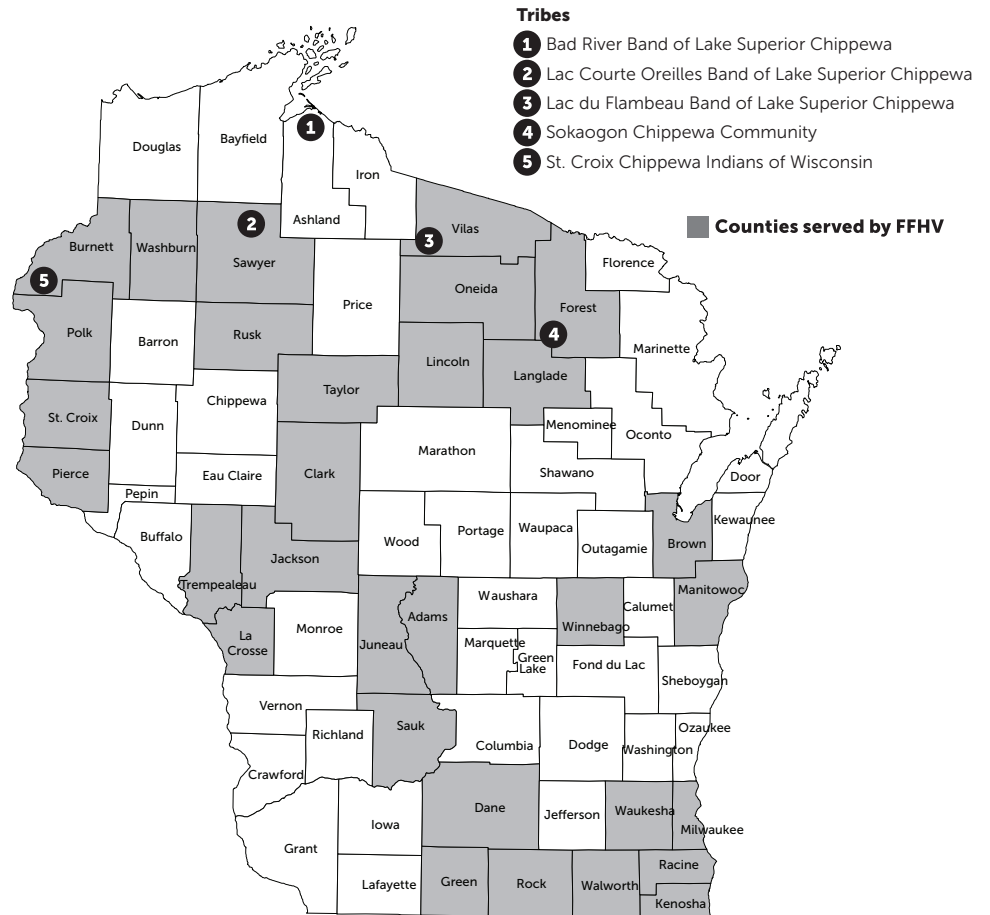 Tribes
1 Bad River Band of Lake Superior Chippewa
2 Lac Courte Oreilles Band of Lake Superior Chippewa
3 Lac du Flambeau Band of Lake Superior Chippewa
4 Sokaogon Chippewa Community
5 St. Croix Chippewa Indians of Wisconsin
Counties served by FFHV
1
Douglas
Bayfield
Iron
Ashland
2
3
Vilas
Burnett
Washburn
Sawyer
Florence
5
Oneida
Price
Forest
Polk
Barron
Rusk
4
Marinette
Lincoln
Taylor
Langlade
Chippewa
St. Croix
Dunn
Menominee
Oconto
Marathon
Pierce
Eau Claire
Clark
Shawano
Door
Pepin
Buffalo
Wood
Portage
Waupaca
Outagamie
Brown
Kewaunee
Trempealeau
Jackson
Manitowoc
Waushara
Calumet
Adams
Winnebago
La
Crosse
Monroe
Juneau
Marquette
Green
Lake
Fond du Lac
Sheboygan
Vernon
Richland
Sauk
Columbia
Dodge
Washington
Ozaukee
Crawford
Dane
Jefferson
Waukesha
Milwaukee
Iowa
Grant
Lafayette
Green
Rock
Walworth
Racine
Kenosha